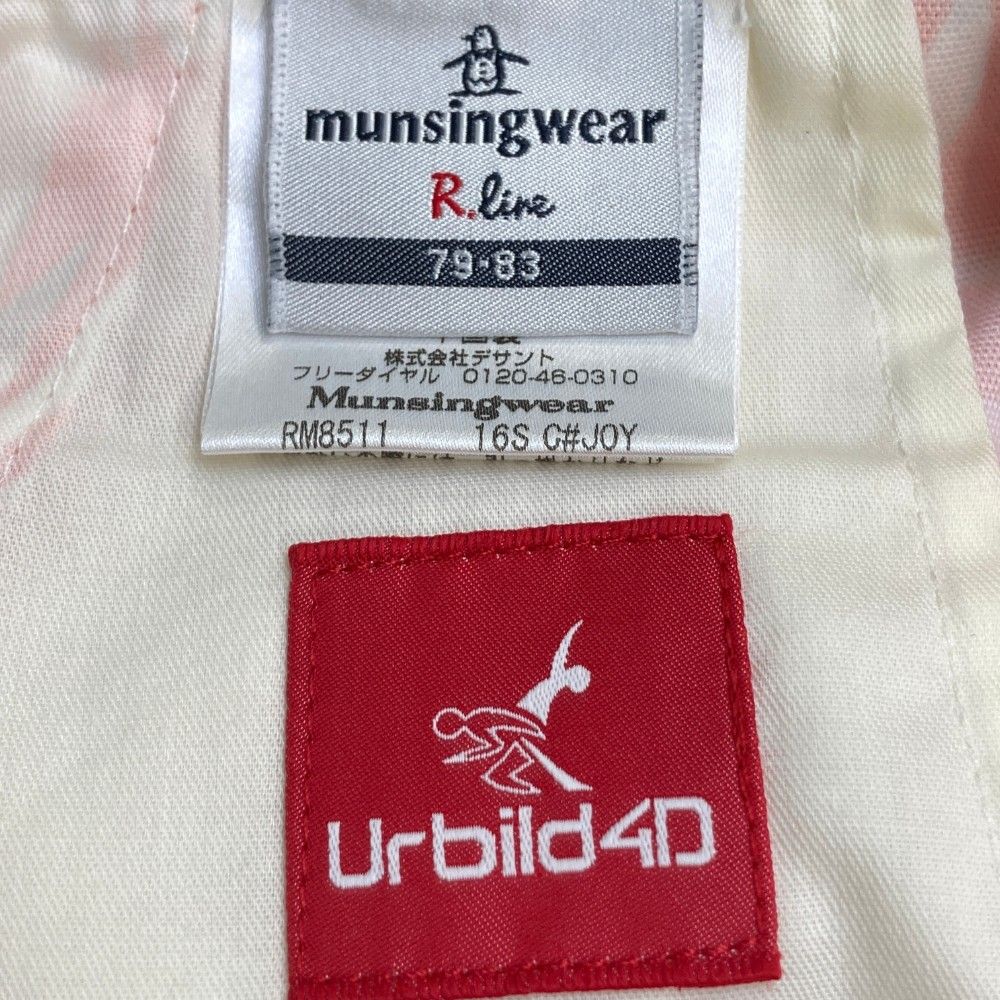 munsingwear
R.line
79·83
株式会社デサント
フリーダイヤル 0120-46-0310
Munsingwear
RM8511 16S C#JOY
Urbild4D